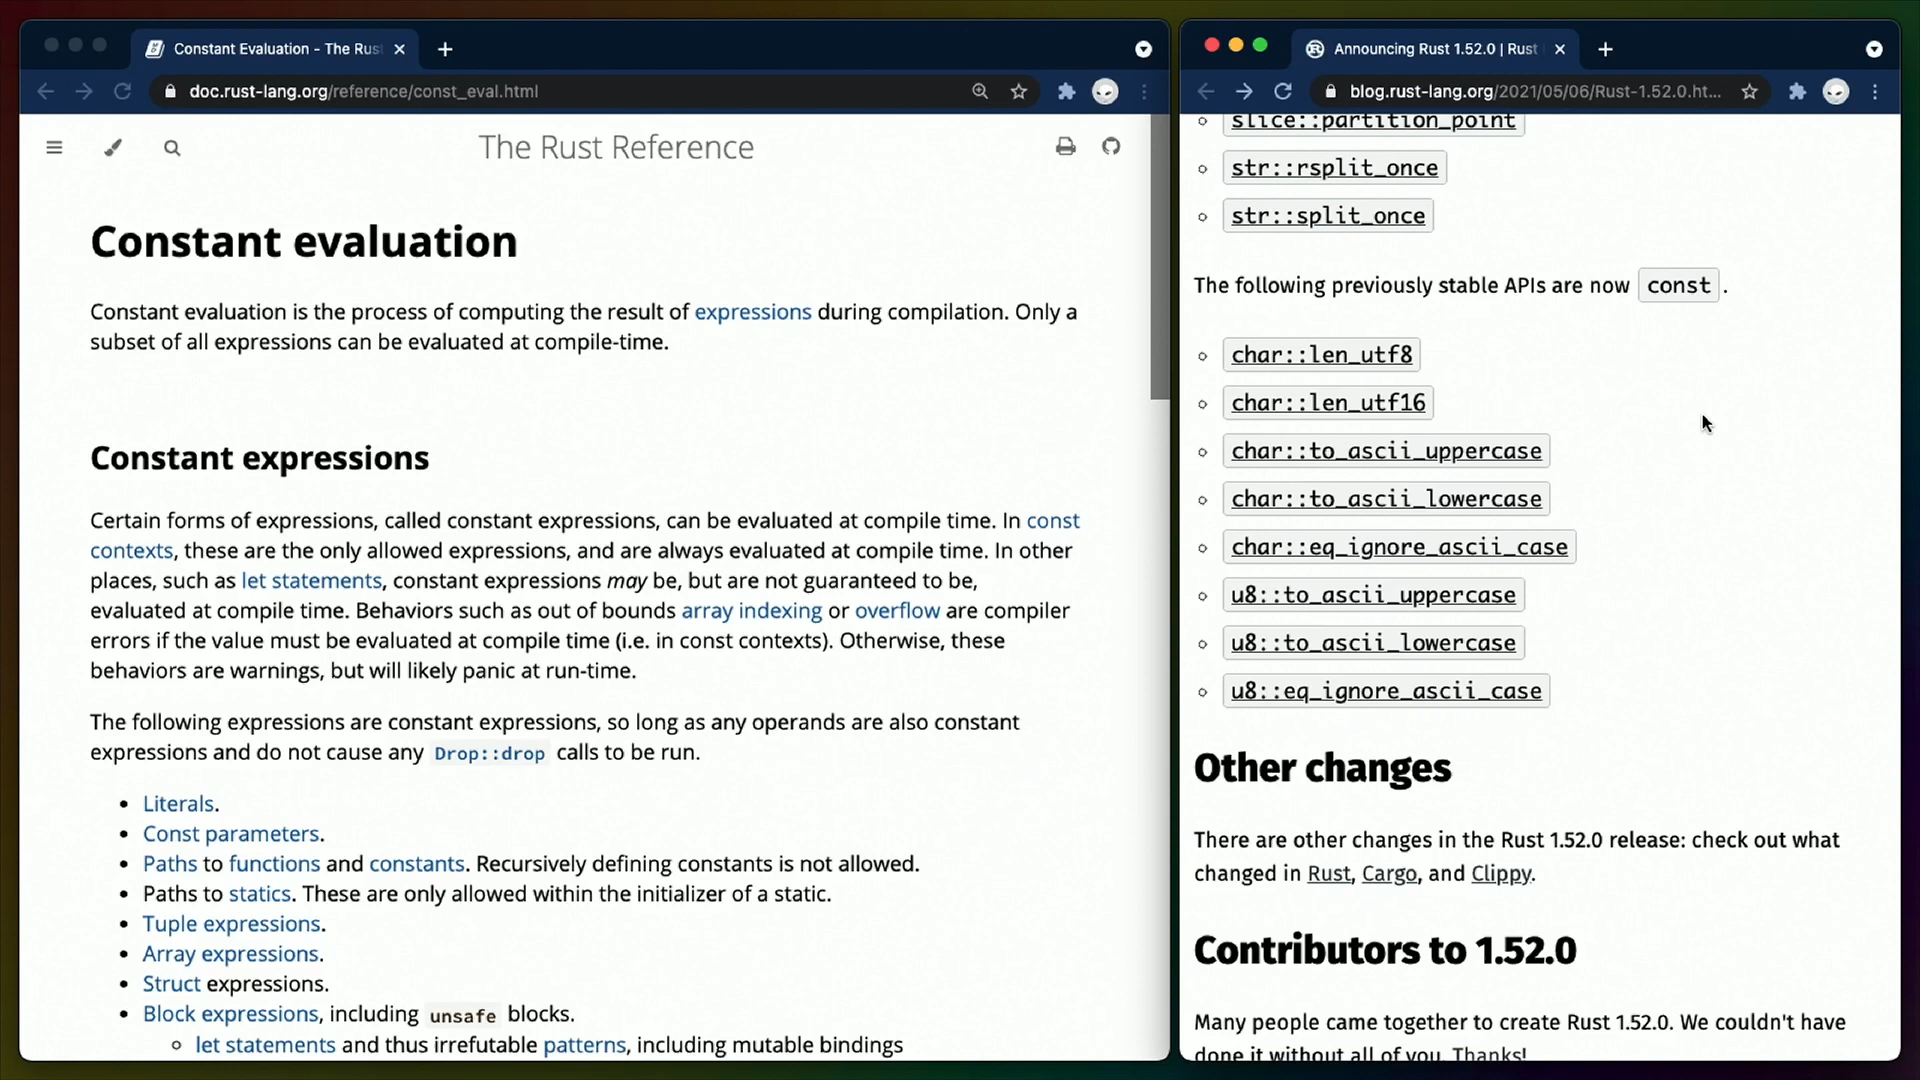 Constant Evaluation - The Rus
doc.rust-lang.org/reference/const_eval.html
The Rust Reference
Constant evaluation
Constant evaluation is the process of computing the result of expressions during compilation. Only a
subset of all expressions can be evaluated at compile-time.
Constant expressions
Certain forms of expressions, called constant expressions, can be evaluated at compile time. In const
contexts, these are the only allowed expressions, and are always evaluated at compile time. In other
places, such as let statements, constant expressions may be, but are not guaranteed to be,
evaluated at compile time. Behaviors such as out of bounds array indexing or overflow are compiler
errors if the value must be evaluated at compile time (i.e. in const contexts). Otherwise, these
behaviors are warnings, but will likely panic at run-time.
The following expressions are constant expressions, so long as any operands are also constant
expressions and do not cause any Drop::drop calls to be run.
• Literals.
• Const parameters.
• Paths to functions and constants. Recursively defining constants is not allowed.
• Paths to statics. These are only allowed within the initializer of a static.
• Tuple expressions.
• Array expressions.
• Struct expressions.
• Block expressions, including unsafe blocks.
◦ let statements and thus irrefutable patterns, including mutable bindings
Announcing Rust 1.52.0 | Rust
blog.rust-lang.org/2021/05/06/Rust-1.52.0.ht...
◦ slice::partition_point
◦ str::rsplit_once
◦ str::split_once
The following previously stable APIs are now const.
◦ char::len_utf8
◦ char::len_utf16
◦ char::to_ascii_uppercase
◦ char::to_ascii_lowercase
◦ char::eq_ignore_ascii_case
◦ u8::to_ascii_uppercase
◦ u8::to_ascii_lowercase
◦ u8::eq_ignore_ascii_case
Other changes
There are other changes in the Rust 1.52.0 release: check out what
changed in Rust, Cargo, and Clippy.
Contributors to 1.52.0
Many people came together to create Rust 1.52.0. We couldn't have
done it without all of you. Thanks!